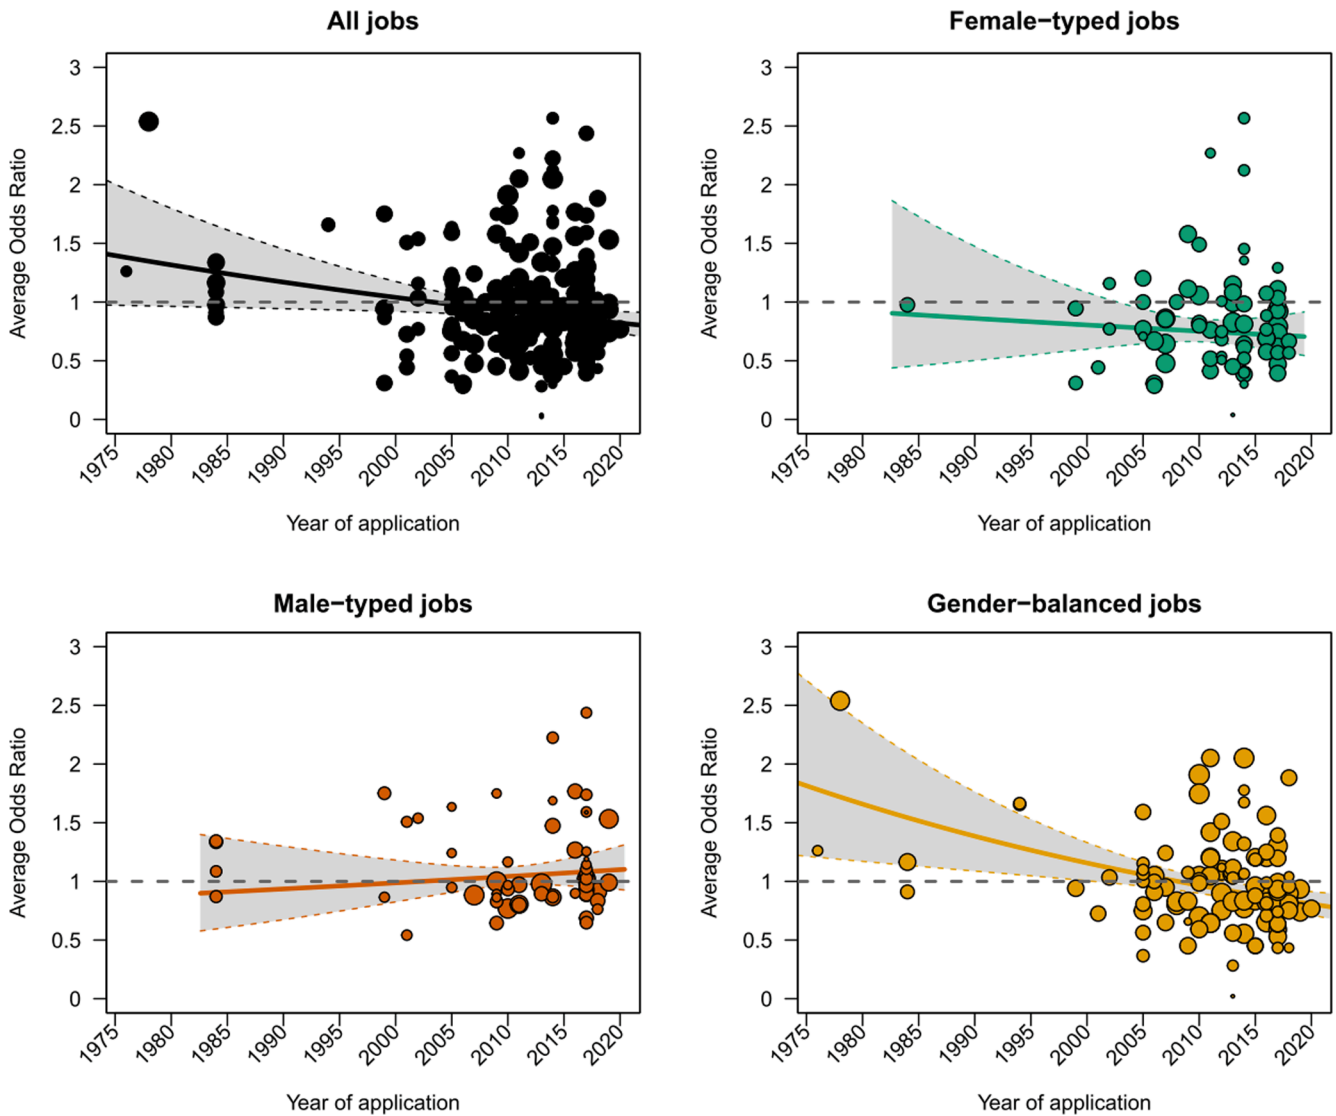 All jobs
Average Odds Ratio
3
2.5
2
1.5
1
0.5
0
1975 1980 1985 1990 1995 2000 2005 2010 2015 2020
Year of application
Female−typed jobs
Average Odds Ratio
3
2.5
2
1.5
1
0.5
0
1975 1980 1985 1990 1995 2000 2005 2010 2015 2020
Year of application
Male−typed jobs
Average Odds Ratio
3
2.5
2
1.5
1
0.5
0
1975 1980 1985 1990 1995 2000 2005 2010 2015 2020
Year of application
Gender−balanced jobs
Average Odds Ratio
3
2.5
2
1.5
1
0.5
0
1975 1980 1985 1990 1995 2000 2005 2010 2015 2020
Year of application